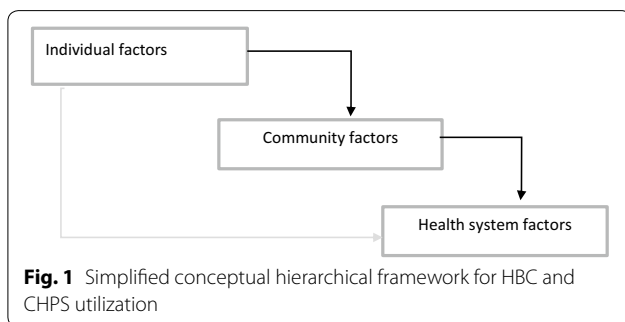 Individual factors
Community factors
Health system factors
Fig. 1 Simplified conceptual hierarchical framework for HBC and
CHPS utilization